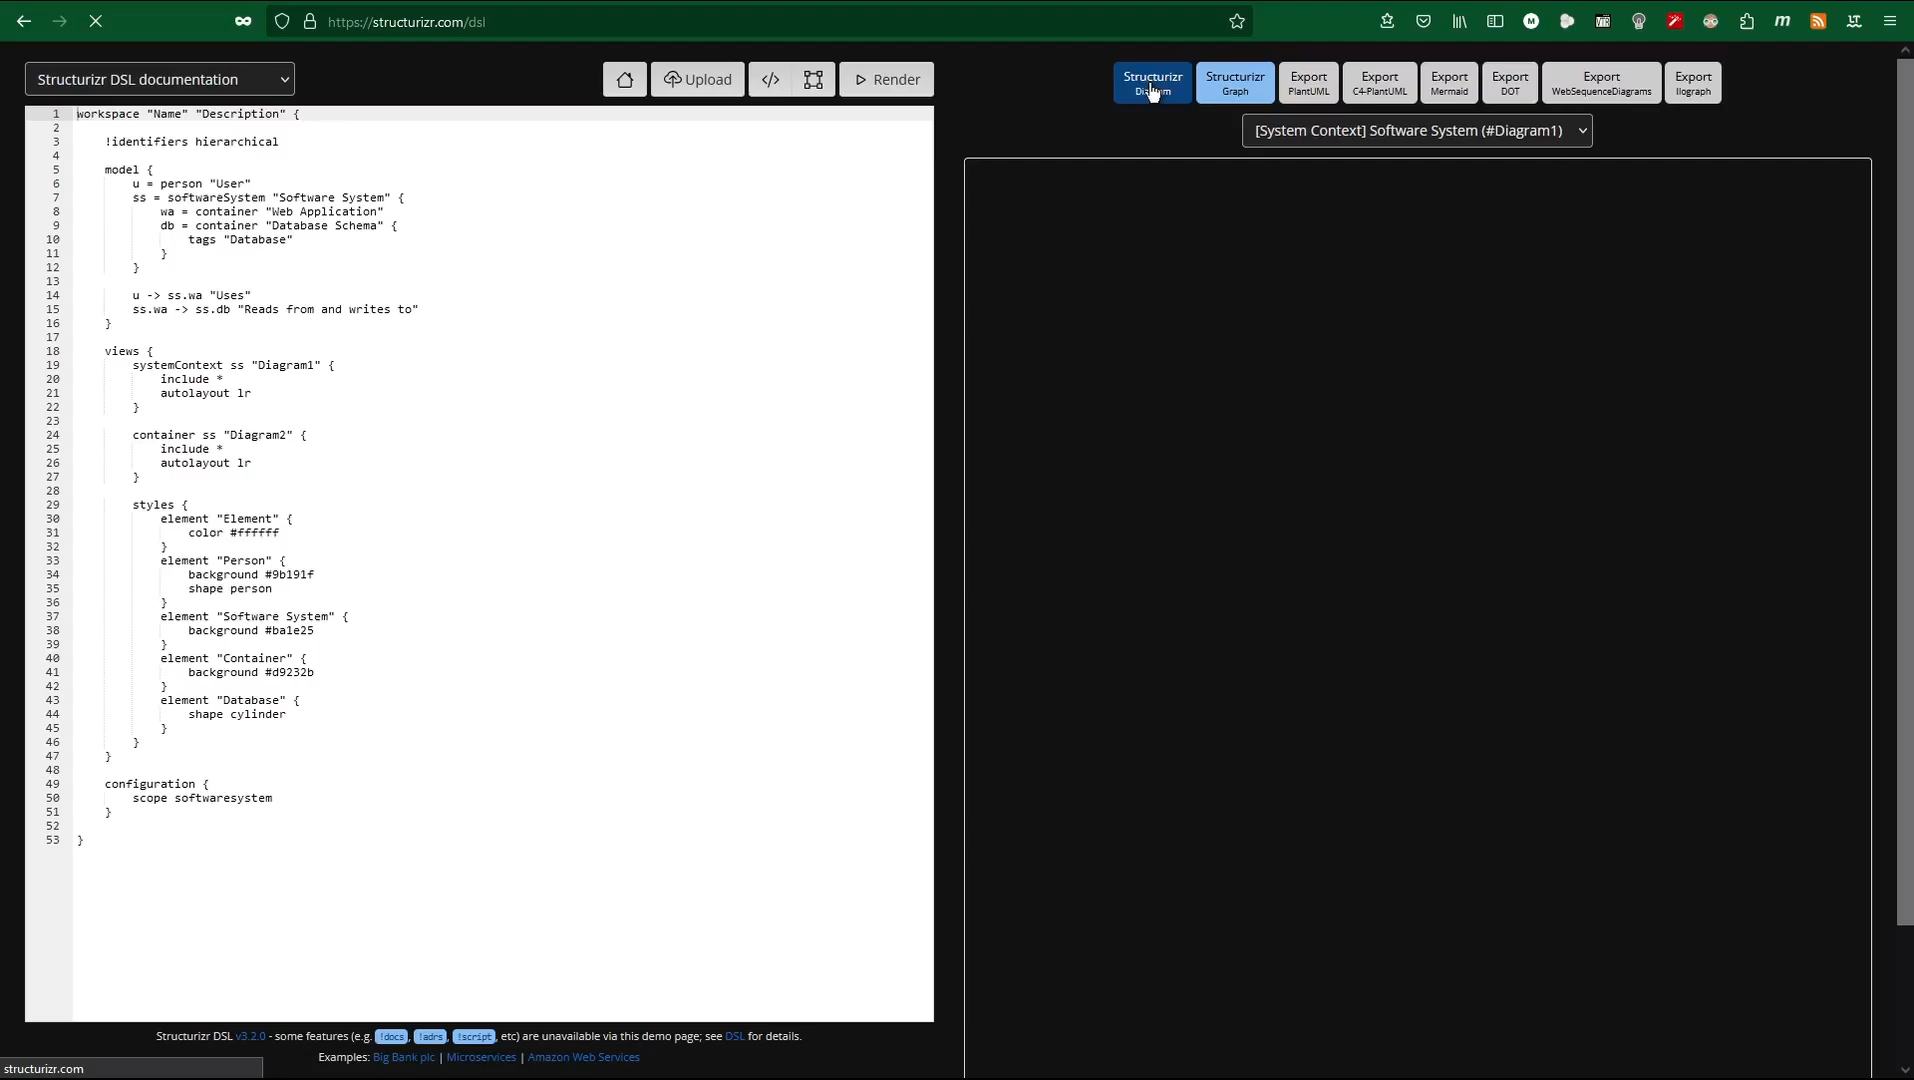 https://structurizr.com/dsl
Structurizr DSL documentation
Upload
Render
Structurizr
Diagram
Structurizr
Graph
Export
PlantUML
Export
C4-PlantUML
Export
Mermaid
Export
DOT
Export
WebSequenceDiagrams
Export
Ilograph
[System Context] Software System (#Diagram1)
1 workspace "Name" "Description" {
2
3 !identifiers hierarchical
4
5 model {
6 u = person "User"
7 ss = softwareSystem "Software System" {
8 wa = container "Web Application"
9 db = container "Database Schema" {
10 tags "Database"
11 }
12 }
13
14 u -> ss.wa "Uses"
15 ss.wa -> ss.db "Reads from and writes to"
16 }
17
18 views {
19 systemContext ss "Diagram1" {
20 include *
21 autolayout lr
22 }
23
24 container ss "Diagram2" {
25 include *
26 autolayout lr
27 }
28
29 styles {
30 element "Element" {
31 color #ffffff
32 }
33 element "Person" {
34 background #9b191f
35 shape person
36 }
37 element "Software System" {
38 background #ba1e25
39 }
40 element "Container" {
41 background #d9232b
42 }
43 element "Database" {
44 shape cylinder
45 }
46 }
47 }
48
49 configuration {
50 scope softwaresystem
51 }
52
53 }
Structurizr DSL v3.2.0 - some features (e.g. !docs, !adrs, !script, etc) are unavailable via this demo page; see DSL for details.
Examples: Big Bank plc | Microservices | Amazon Web Services
structurizr.com